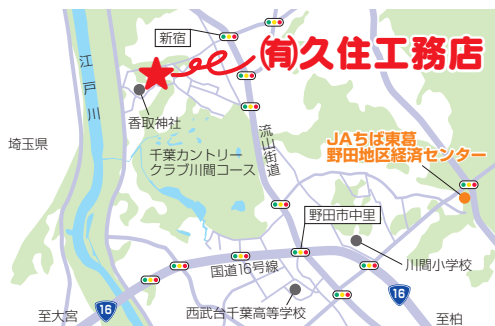 新宿
㈲久住工務店
江戸川
香取神社
埼玉県
千葉カントリー
クラブ川間コース
流山街道
JAちば東葛
野田地区経済センター
野田市中里
川間小学校
国道16号線
16
16
西武台千葉高等学校
至大宮
至柏